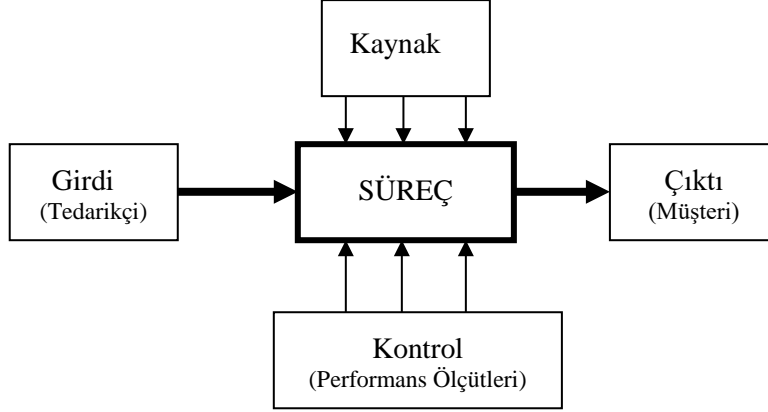 Kaynak
Girdi
(Tedarikçi)
SÜREÇ
Çıktı
(Müşteri)
Kontrol
(Performans Ölçütleri)